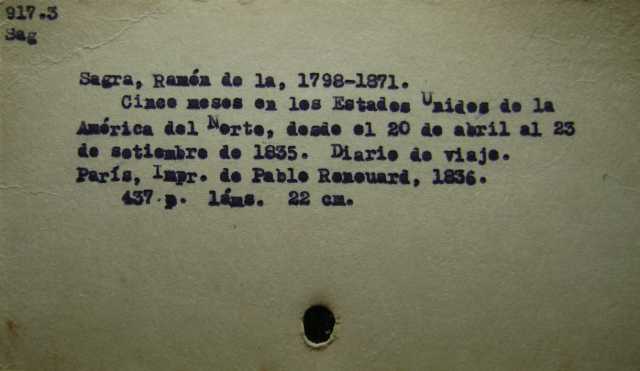 917.3
Sag
Sagra, Ramón de la, 1798-1871.
Cinco meses en los Estados Unidos de la
América del Norte, desde el 20 de abril al 23
de setiembre de 1835. Diario de viaje.
París, Impr. de Pablo Renouard, 1836.
437 p. láms. 22 cm.